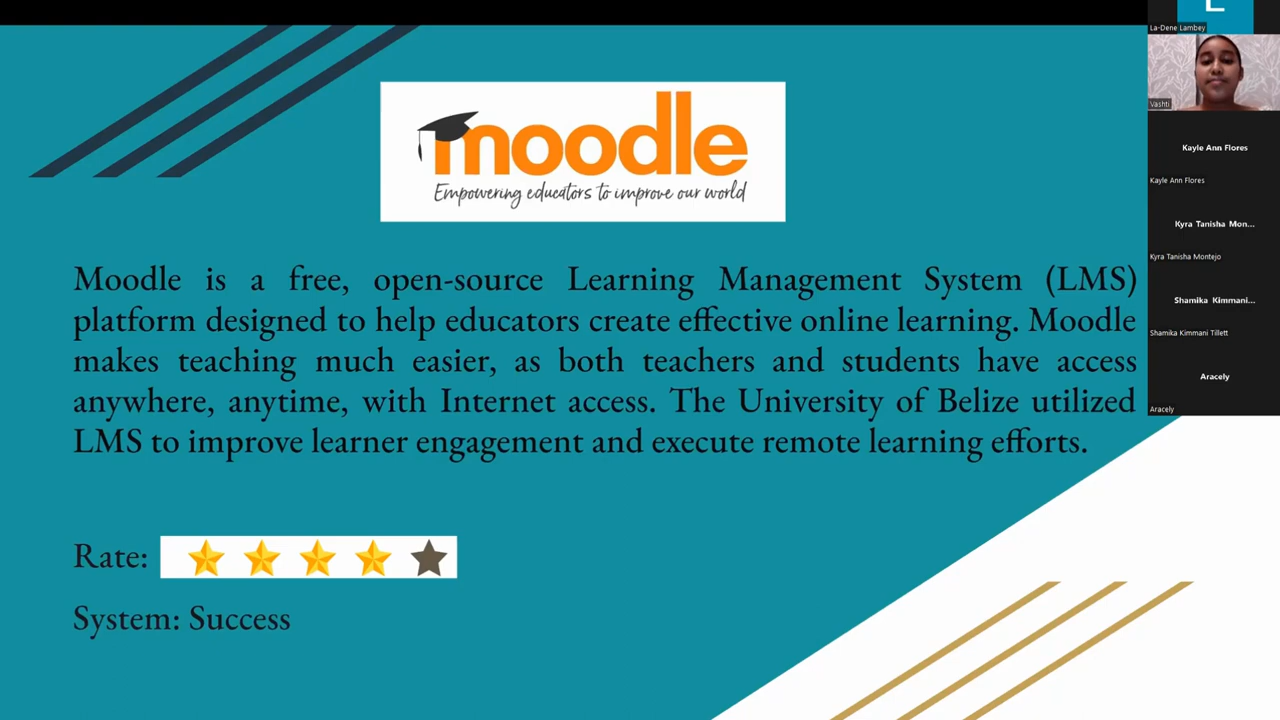 moodle
Empowering educators to improve our world
Moodle is a free, open-source Learning Management System (LMS)
platform designed to help educators create effective online learning. Moodle
makes teaching much easier, as both teachers and students have access
anywhere, anytime, with Internet access. The University of Belize utilized
LMS to improve learner engagement and execute remote learning efforts.
Rate:
System: Success
L
La-Dene Lambey
Vashti
Kayle Ann Flores
Kayle Ann Flores
Kyra Tanisha Mon...
Kyra Tanisha Montejo
Shamika Kimmani...
Shamika Kimmani Tillett
Aracely
Aracely